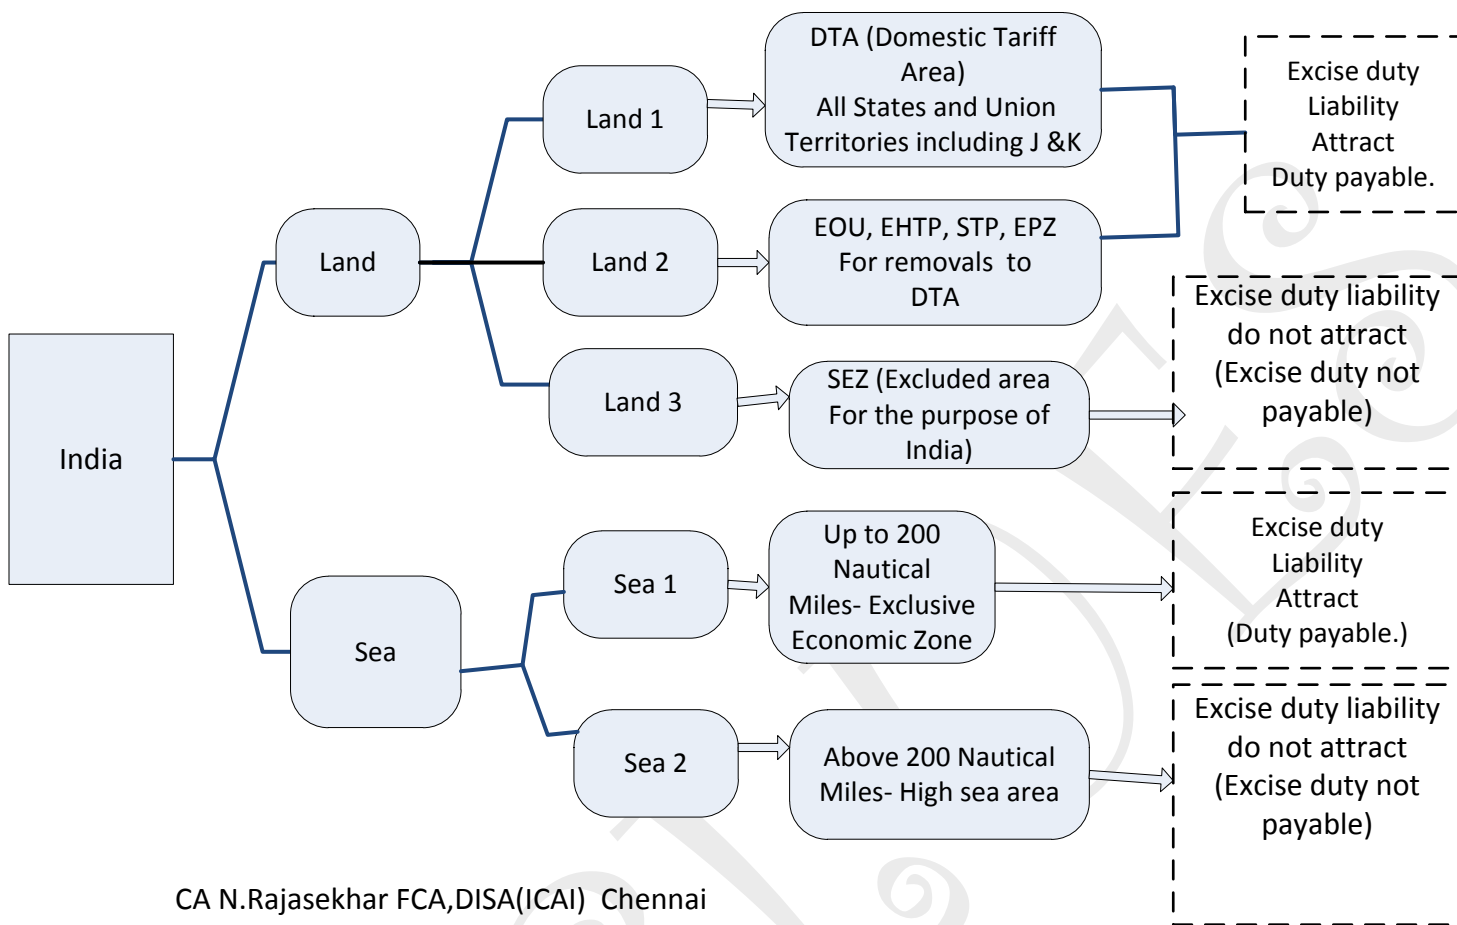 India
Land
Sea
Land 1
Land 2
Land 3
Sea 1
Sea 2
DTA (Domestic Tariff
Area)
All States and Union
Territories including J &K
EOU, EHTP, STP, EPZ
For removals  to
DTA
SEZ (Excluded area
For the purpose of
India)
Up to 200
Nautical
Miles- Exclusive
Economic Zone
Above 200 Nautical
Miles- High sea area
Excise duty
Liability
Attract
Duty payable.
Excise duty liability
do not attract
(Excise duty not
payable)
Excise duty
Liability
Attract
(Duty payable.)
Excise duty liability
do not attract
(Excise duty not
payable)
CA N.Rajasekhar FCA,DISA(ICAI)  Chennai